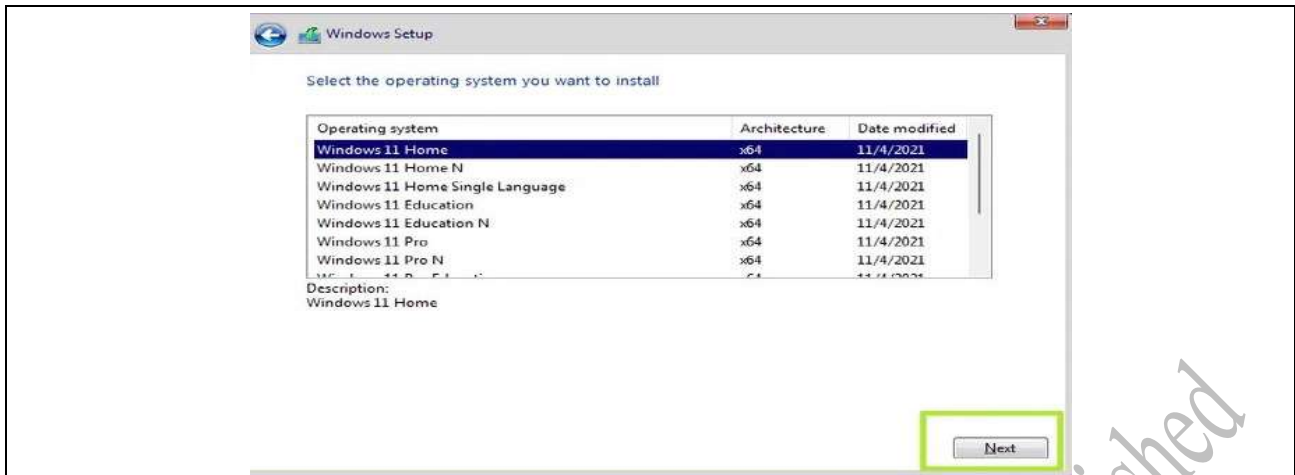 Windows Setup
Select the operating system you want to install
Operating system Architecture Date modified
Windows 11 Home x64 11/4/2021
Windows 11 Home N x64 11/4/2021
Windows 11 Home Single Language x64 11/4/2021
Windows 11 Education x64 11/4/2021
Windows 11 Education N x64 11/4/2021
Windows 11 Pro x64 11/4/2021
Windows 11 Pro N x64 11/4/2021
Description:
Windows 11 Home
Next